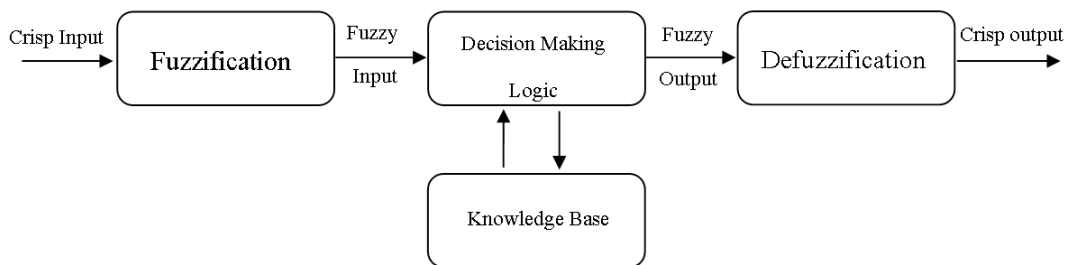 Crisp Input
Fuzzification
Fuzzy
Input
Decision Making
Logic
Fuzzy
Output
Defuzzification
Crisp output
Knowledge Base